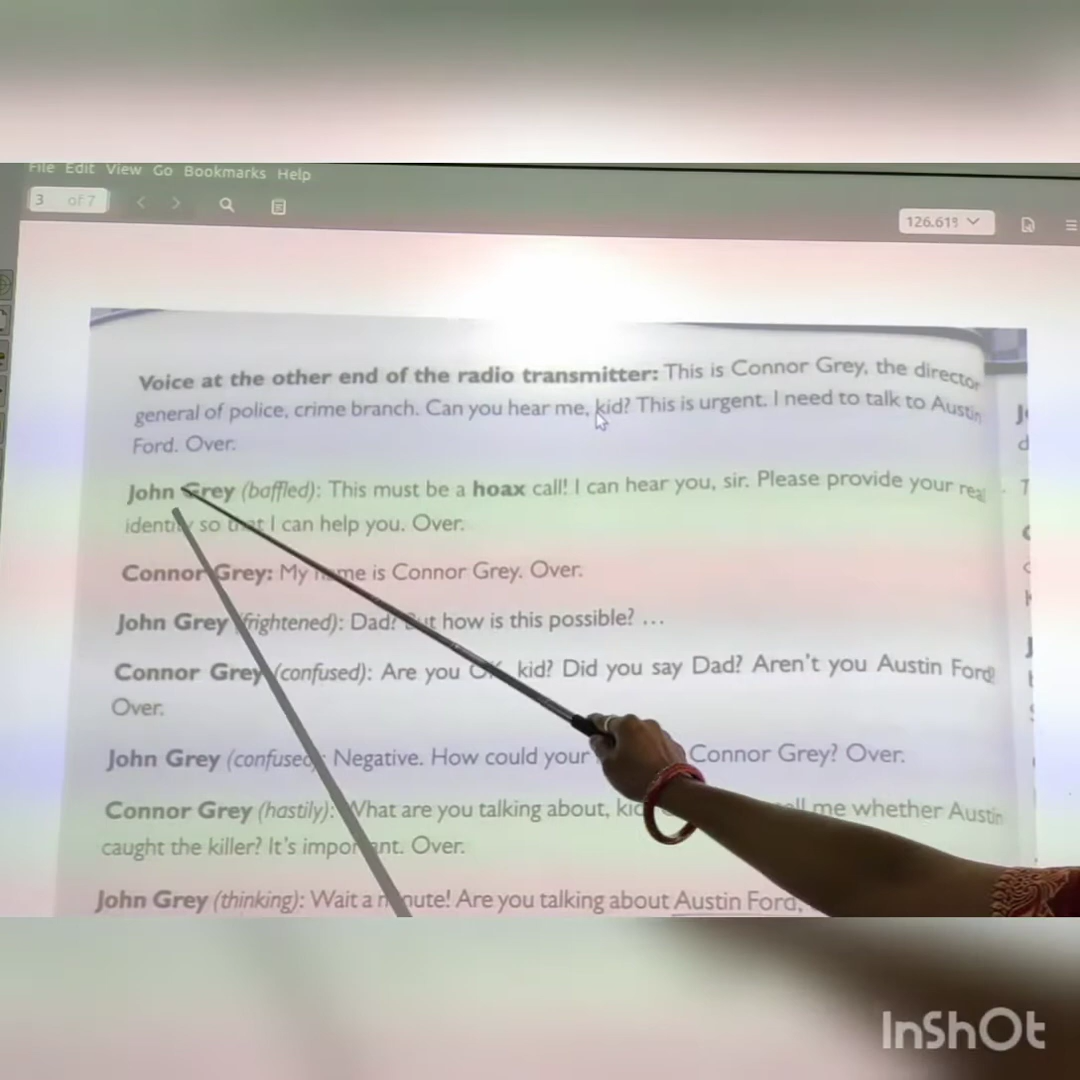 File Edit View Go Bookmarks Help
3 of 7
126.61%
Voice at the other end of the radio transmitter: This is Connor Grey, the director
general of police, crime branch. Can you hear me, kid? This is urgent. I need to talk to Austin
Ford. Over.
John Grey (baffled): This must be a hoax call! I can hear you, sir. Please provide your real
identity so that I can help you. Over.
Connor Grey: My name is Connor Grey. Over.
John Grey (frightened): Dad? But how is this possible? ...
Connor Grey (confused): Are you OK, kid? Did you say Dad? Aren't you Austin Ford?
Over.
John Grey (confused): Negative. How could your Connor Grey? Over.
Connor Grey (hastily): What are you talking about, me whether Austin
caught the killer? It's important. Over.
John Grey (thinking): Wait a minute! Are you talking about Austin Ford,
InShOt